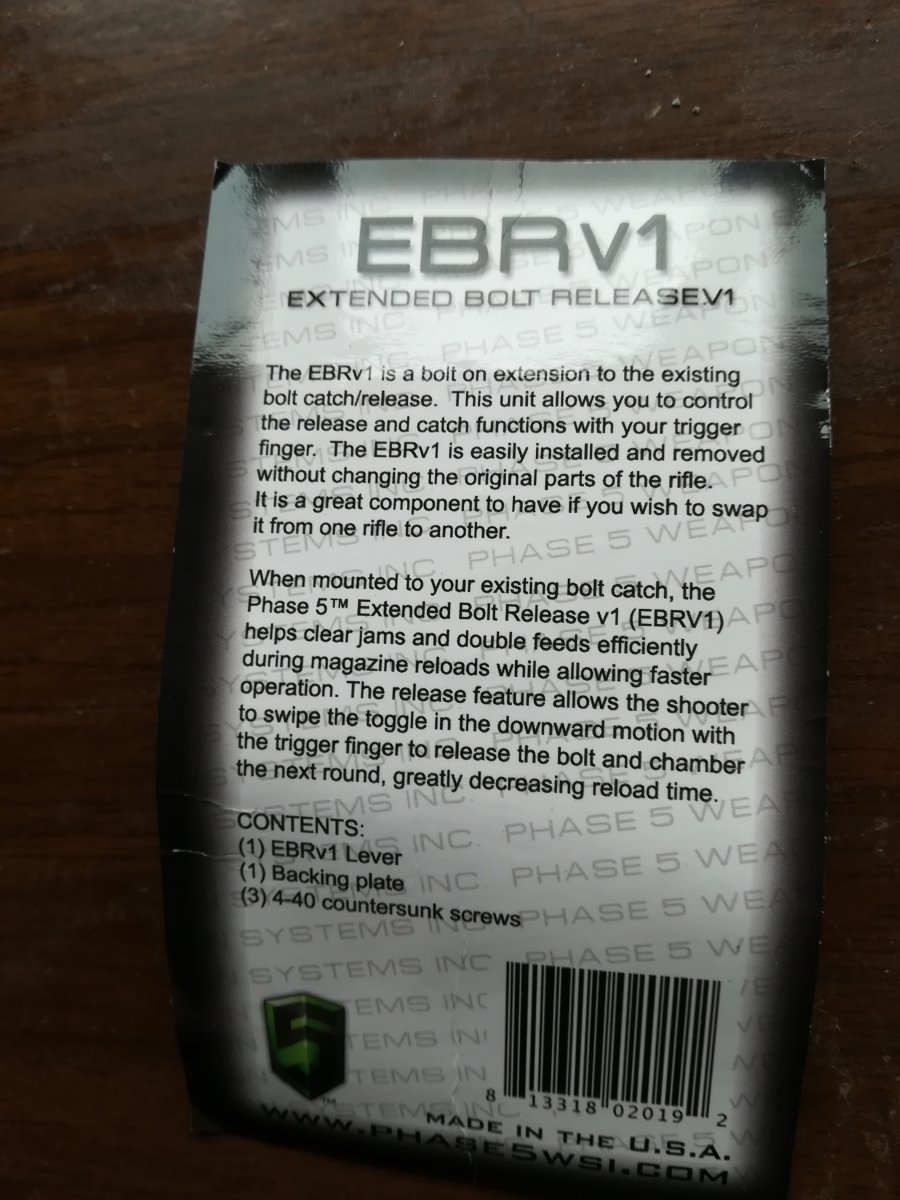 EBRv1
EXTENDED BOLT RELEASEV1
The EBRv1 is a bolt on extension to the existing
bolt catch/release. This unit allows you to control
the release and catch functions with your trigger
finger. The EBRv1 is easily installed and removed
without changing the original parts of the rifle.
It is a great component to have if you wish to swap
it from one rifle to another.
When mounted to your existing bolt catch, the
Phase 5™ Extended Bolt Release v1 (EBRV1)
helps clear jams and double feeds efficiently
during magazine reloads while allowing faster
operation. The release feature allows the shooter
to swipe the toggle in the downward motion with
the trigger finger to release the bolt and chamber
the next round, greatly decreasing reload time.
CONTENTS:
(1) EBRv1 Lever
(1) Backing plate
(3) 4-40 countersunk screws
5
TM
8 13318 02019 2
MADE IN THE U.S.A.
WWW.PHASE5WSI.COM